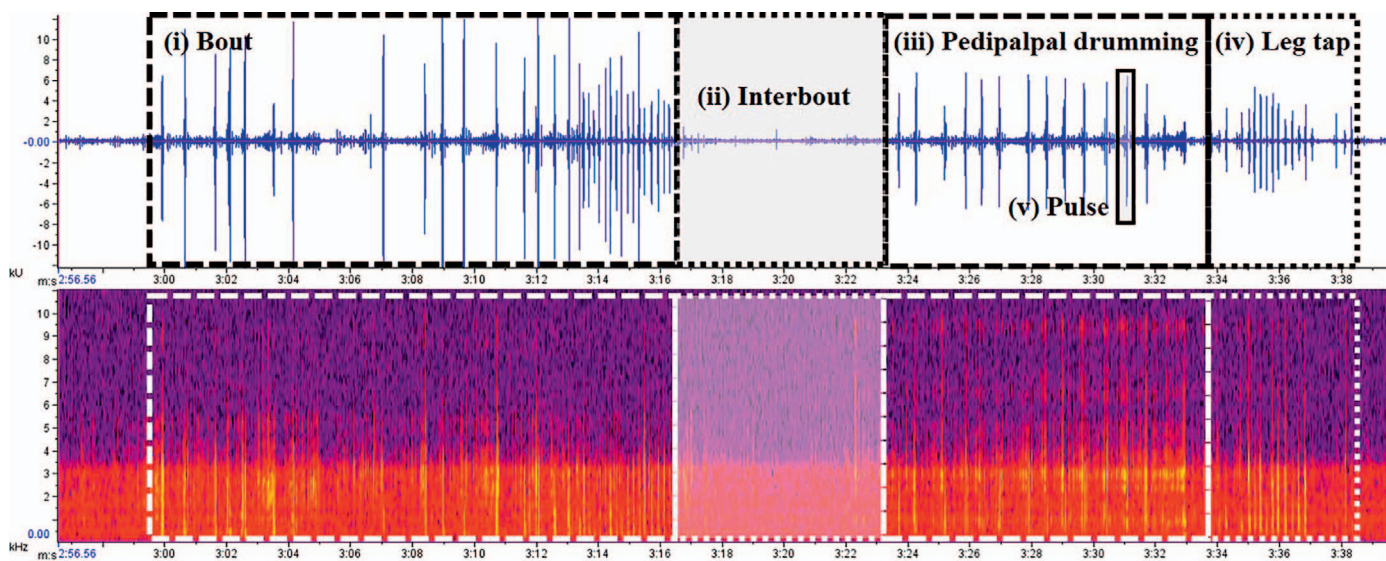 (i) Bout
(ii) Interbout
(iii) Pedipalpal drumming
(iv) Leg tap
(v) Pulse
10
8
6
4
2
-0.00
-2
-4
-6
-8
-10
kU
m:s 2:56.56 3:00 3:02 3:04 3:06 3:08 3:10 3:12 3:14 3:16 3:18 3:20 3:22 3:24 3:26 3:28 3:30 3:32 3:34 3:36 3:38
10
9
8
7
6
5
4
3
2
0.00
kHz
m:s 2:56.56 3:00 3:02 3:04 3:06 3:08 3:10 3:12 3:14 3:16 3:18 3:20 3:22 3:24 3:26 3:28 3:30 3:32 3:34 3:36 3:38